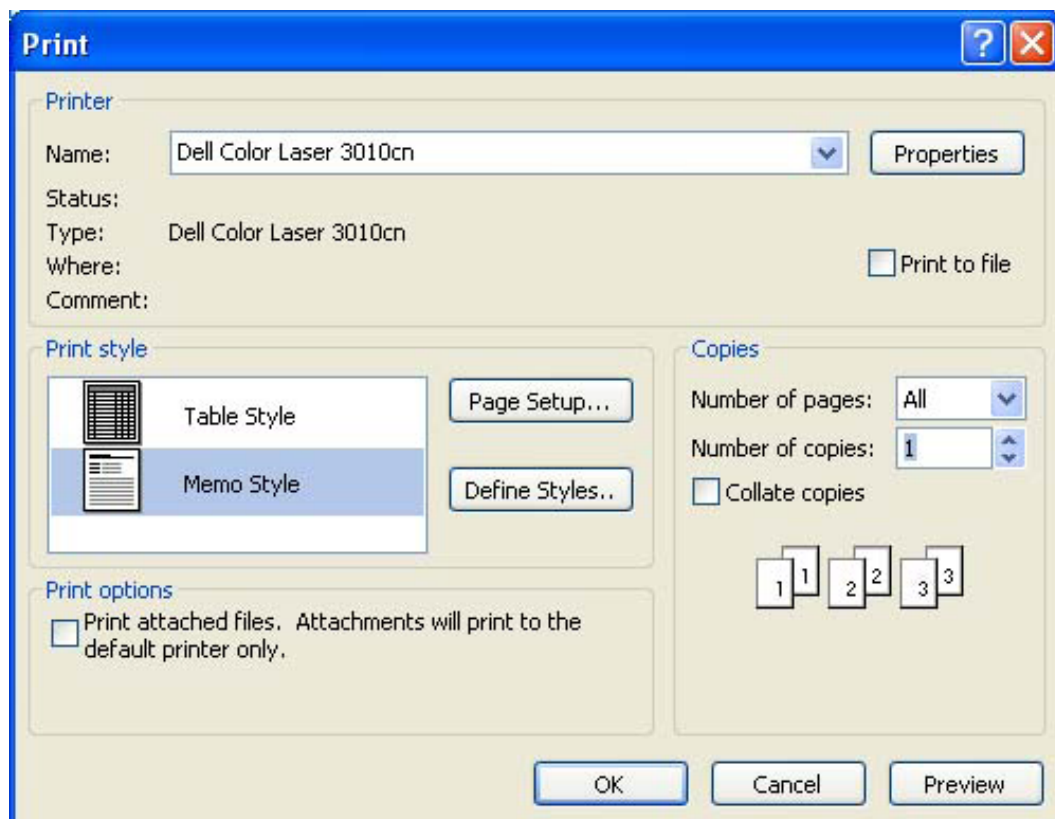 Print
Printer
Name: Dell Color Laser 3010cn Properties
Status:
Type: Dell Color Laser 3010cn
Where: Print to file
Comment:
Print style
Table Style
Memo Style
Page Setup...
Define Styles..
Copies
Number of pages: All
Number of copies: 1
Collate copies
1 1 2 2 3 3
Print options
Print attached files. Attachments will print to the
default printer only.
OK Cancel Preview